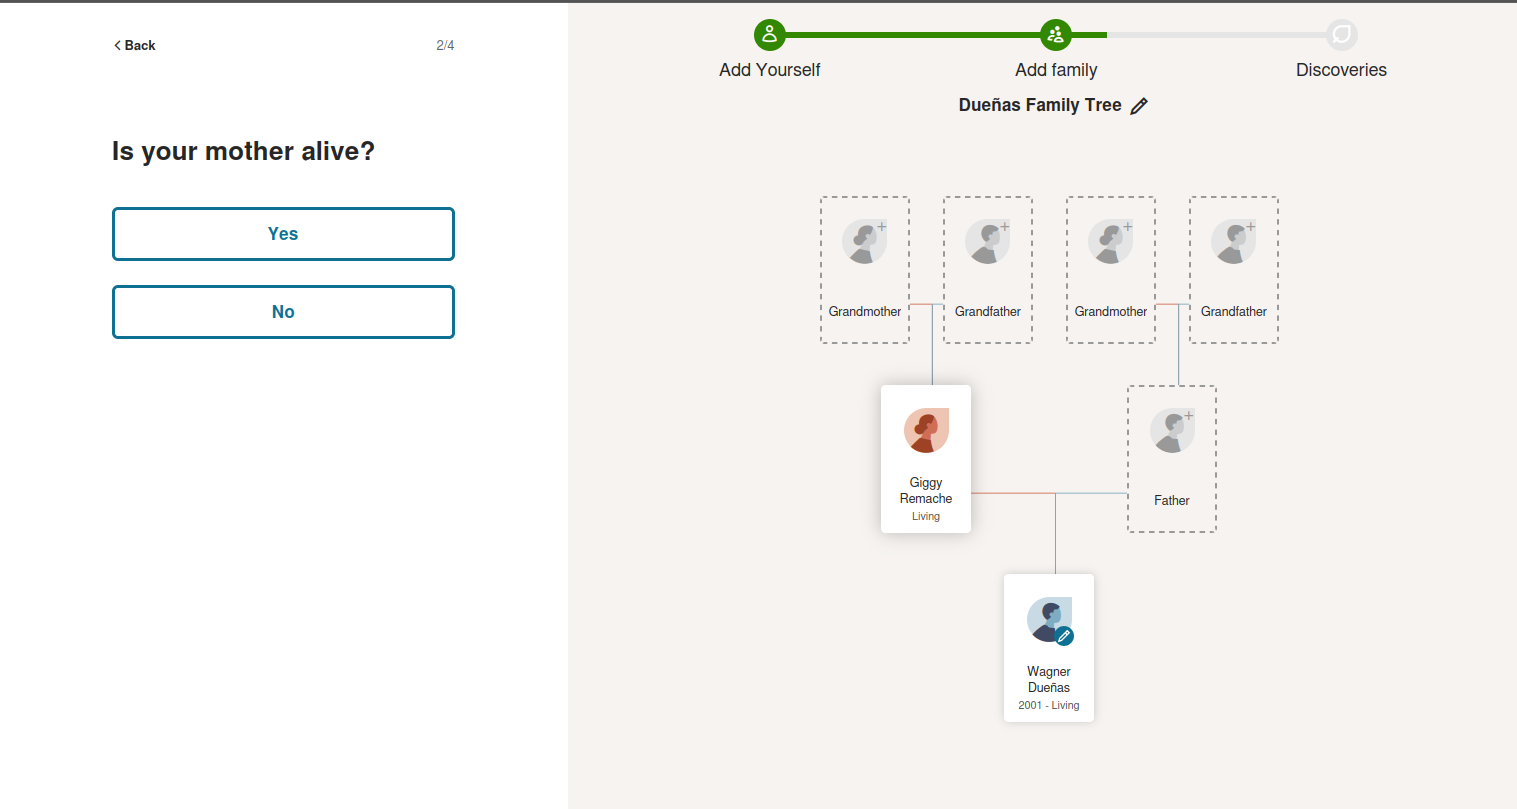 Back
2/4
Is your mother alive?
Yes
No
Add Yourself
Add family
Discoveries
Dueñas Family Tree
Grandmother
Grandfather
Grandmother
Grandfather
Giggy
Remache
Living
Father
Wagner
Dueñas
2001 - Living